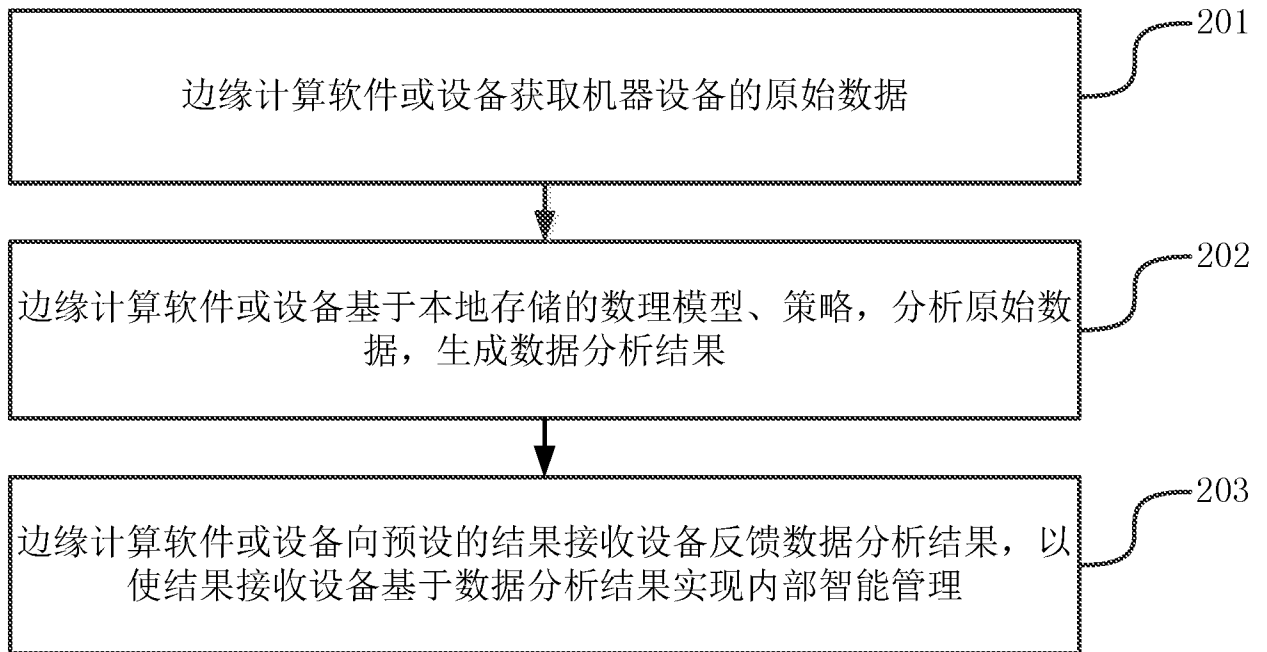 201
边缘计算软件或设备获取机器设备的原始数据
202
边缘计算软件或设备基于本地存储的数理模型、策略，分析原始数
据，生成数据分析结果
203
边缘计算软件或设备向预设的结果接收设备反馈数据分析结果，以
使结果接收设备基于数据分析结果实现内部智能管理